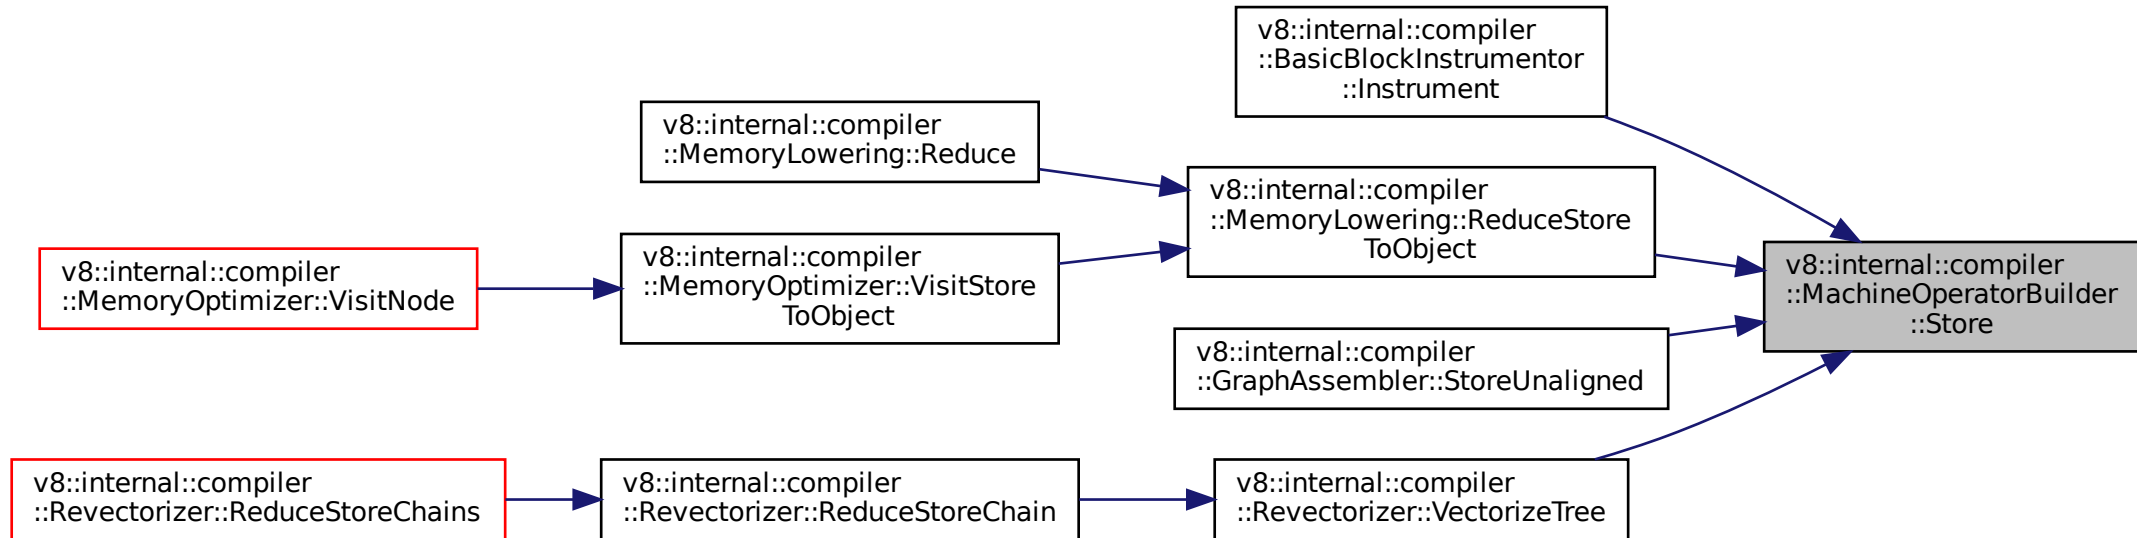 v8::internal::compiler
::BasicBlockInstrumentor
::Instrument
v8::internal::compiler
::MemoryLowering::Reduce
v8::internal::compiler
::MemoryLowering::ReduceStore
ToObject
v8::internal::compiler
::MemoryOptimizer::VisitNode
v8::internal::compiler
::MemoryOptimizer::VisitStore
ToObject
v8::internal::compiler
::MachineOperatorBuilder
::Store
v8::internal::compiler
::GraphAssembler::StoreUnaligned
v8::internal::compiler
::Revectorizer::ReduceStoreChains
v8::internal::compiler
::Revectorizer::ReduceStoreChain
v8::internal::compiler
::Revectorizer::VectorizeTree